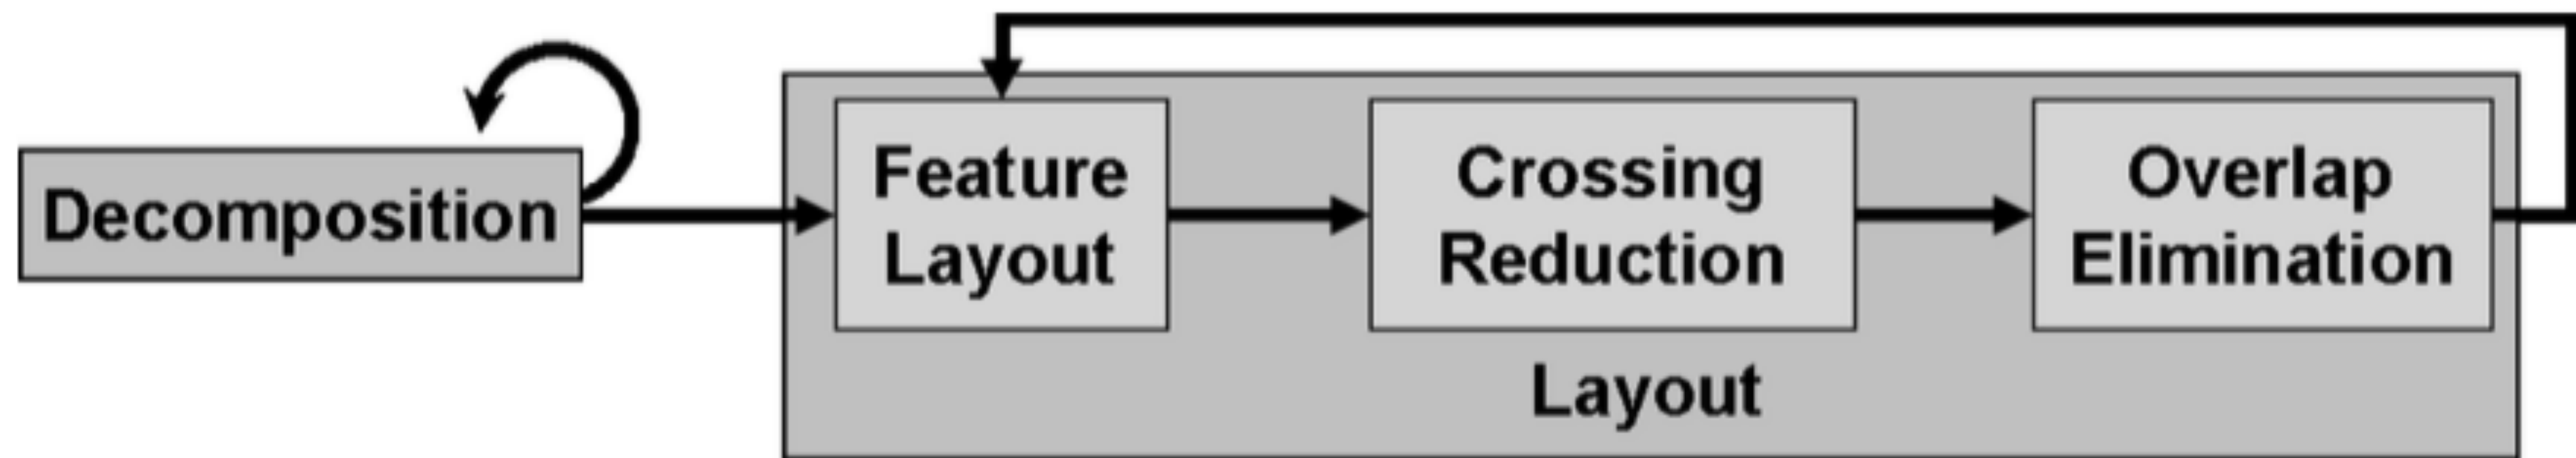 Decomposition
Feature
Layout
Crossing
Reduction
Overlap
Elimination
Layout